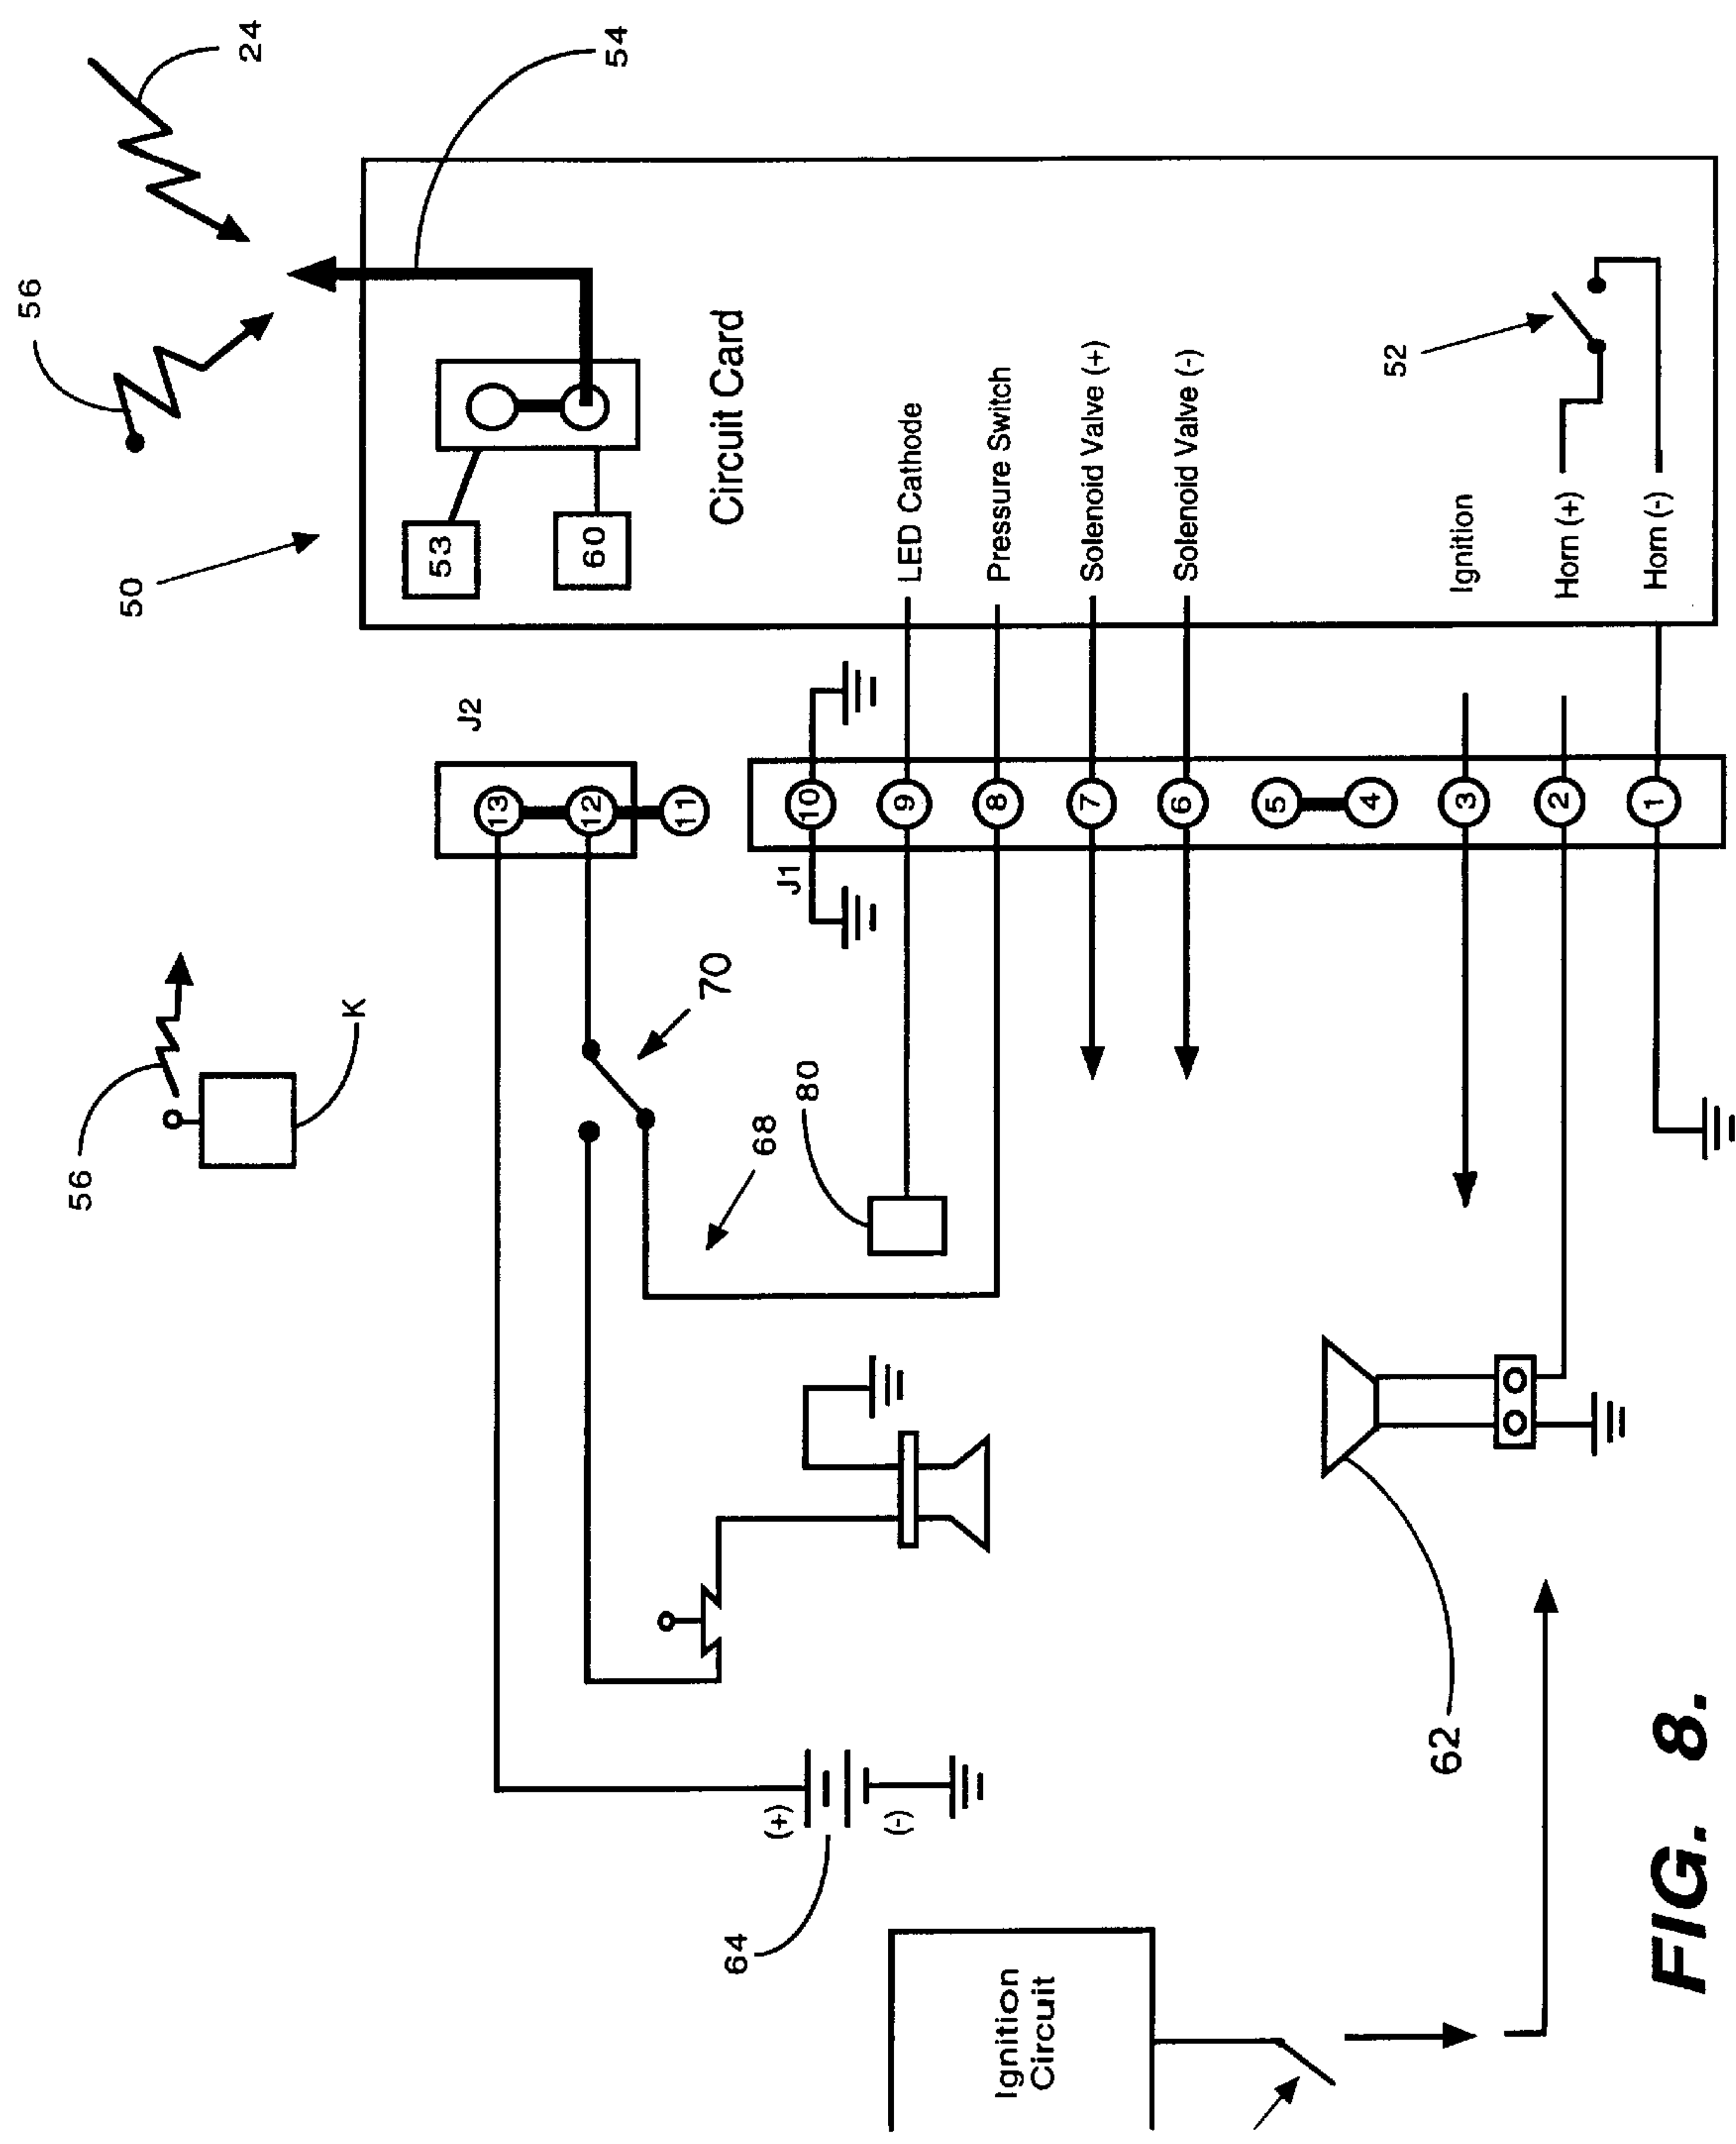 24
54
56
50
53
60
Circuit Card
LED Cathode
Pressure Switch
Solenoid Valve (+)
Solenoid Valve (-)
Ignition
Horn (+)
Horn (-)
52
J2
13
12
11
J1
10
9
8
7
6
5
4
3
2
1
56
K
70
68
80
62
64
(+)
(-)
Ignition
Circuit
FIG. 8.